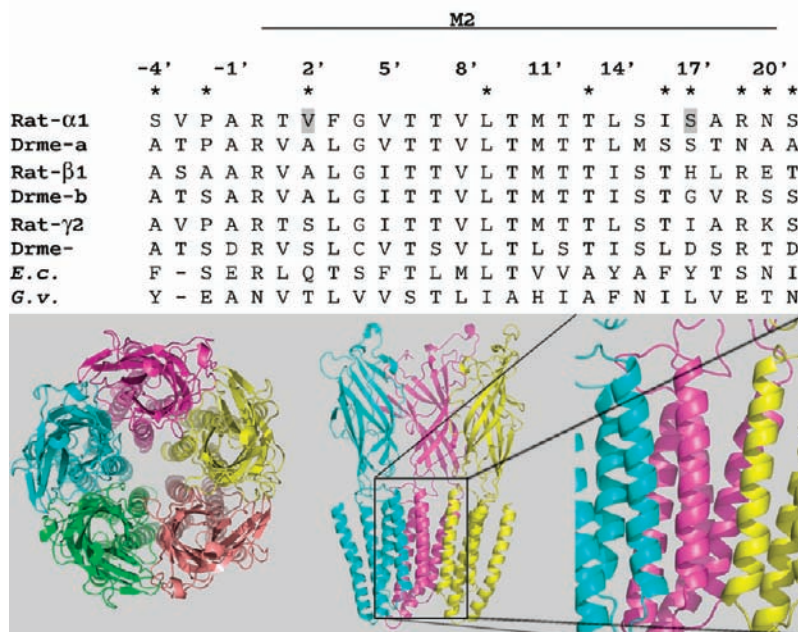 M2
-4' -1' 2' 5' 8' 11' 14' 17' 20'
* * * * * * * * * *
Rat-α1 S V P A R T V F G V T T V L T M T T L S I S A R N S
Drme-a A T P A R V A L G V T T V L T M T T L M S S T N A A
Rat-β1 A S A A R V A L G I T T V L T M T T I S T H L R E T
Drme-b A T S A R V A L G I T T V L T M T T I S T G V R S S
Rat-γ2 A V P A R T S L G I T T V L T M T T L S T I A R K S
Drme- A T S D R V S L C V T S V L T L S T I S L D S R T D
E.c. F - S E R L Q T S F T L M L T V V A Y A F Y T S N I
G.v. Y - E A N V T L V V S T L I A H I A F N I L V E T N